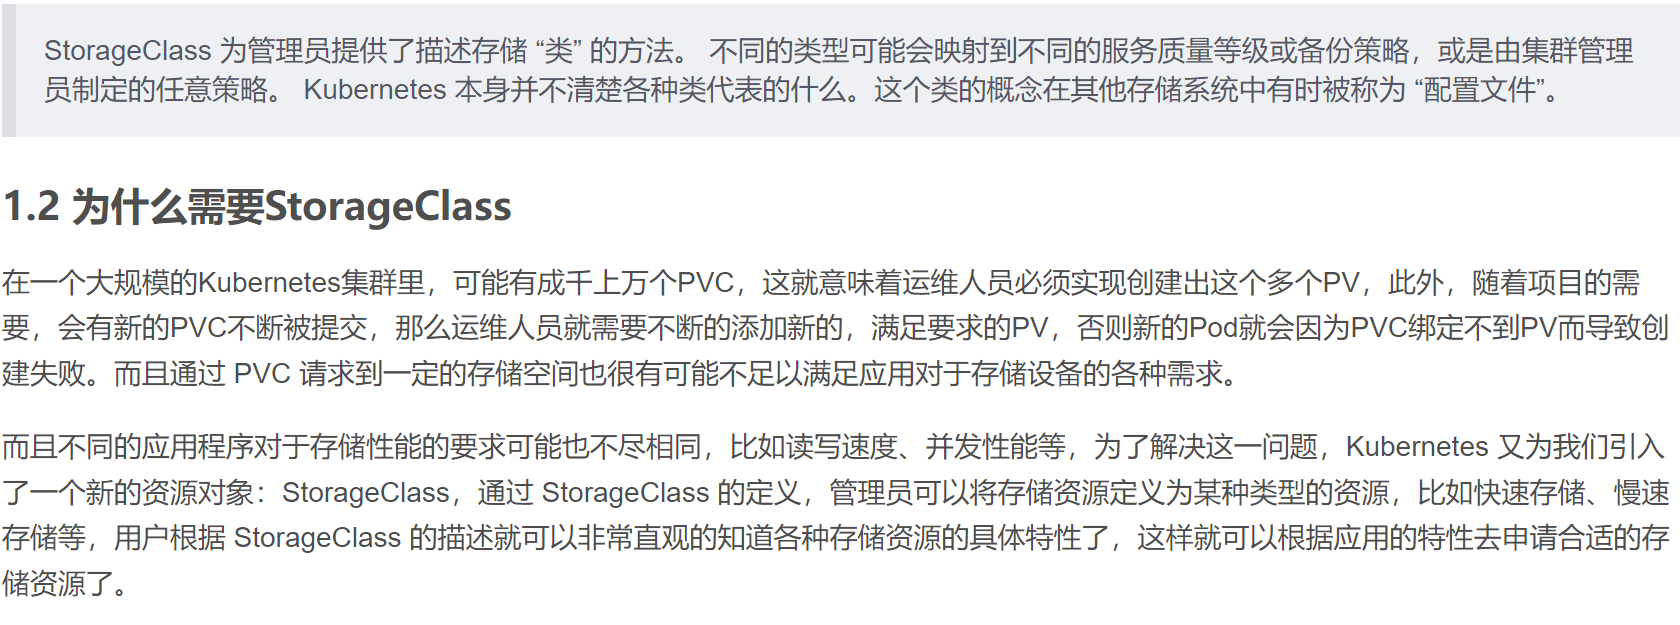 StorageClass 为管理员提供了描述存储 “类” 的方法。 不同的类型可能会映射到不同的服务质量等级或备份策略，或是由集群管理
员制定的任意策略。 Kubernetes 本身并不清楚各种类代表的什么。这个类的概念在其他存储系统中有时被称为 “配置文件”。
1.2 为什么需要StorageClass
在一个大规模的Kubernetes集群里，可能有成千上万个PVC，这就意味着运维人员必须实现创建出这个多个PV，此外，随着项目的需
要，会有新的PVC不断被提交，那么运维人员就需要不断的添加新的，满足要求的PV，否则新的Pod就会因为PVC绑定不到PV而导致创
建失败。而且通过 PVC 请求到一定的存储空间也很有可能不足以满足应用对于存储设备的各种需求。
而且不同的应用程序对于存储性能的要求可能也不尽相同，比如读写速度、并发性能等，为了解决这一问题，Kubernetes 又为我们引入
了一个新的资源对象：StorageClass，通过 StorageClass 的定义，管理员可以将存储资源定义为某种类型的资源，比如快速存储、慢速
存储等，用户根据 StorageClass 的描述就可以非常直观的知道各种存储资源的具体特性了，这样就可以根据应用的特性去申请合适的存
储资源了。